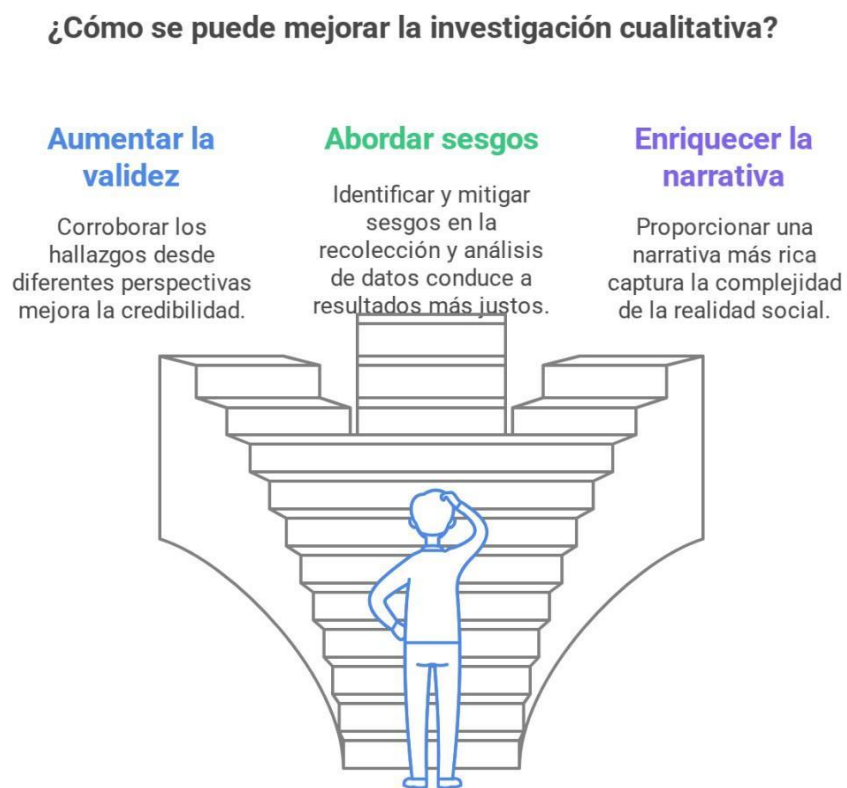 ¿Cómo se puede mejorar la investigación cualitativa?
Aumentar la
validez
Corroborar los
hallazgos desde
diferentes perspectivas
mejora la credibilidad.
Abordar sesgos
Identificar y mitigar
sesgos en la
recolección y análisis
de datos conduce a
resultados más justos.
Enriquecer la
narrativa
Proporcionar una
narrativa más rica
captura la complejidad
de la realidad social.